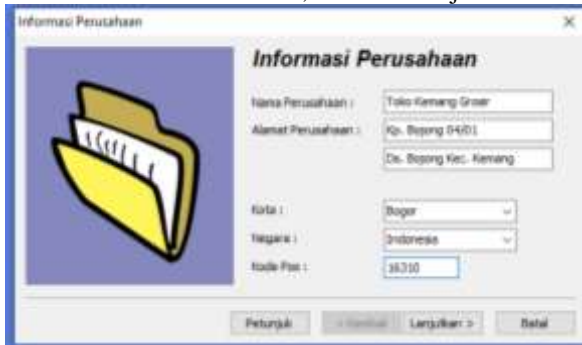 Informasi Perusahaan
Informasi Perusahaan
Nama Perusahaan : Toko Kemang Grosir
Alamat Perusahaan : Kp. Bojong 04/01
Ds. Bojong Kec. Kemang
Kota : Bogor
Negara : Indonesia
Kode Pos : 16310
Petunjuk < Kembali Lanjutkan > Batal